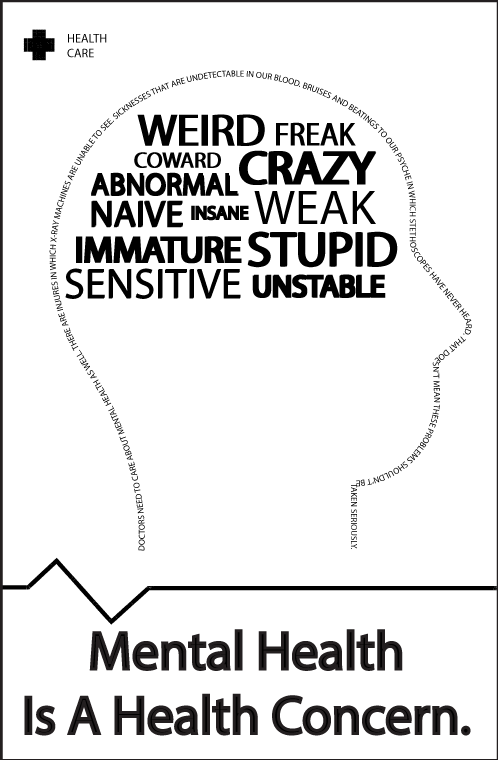 HEALTH
CARE
DOCTORS NEED TO CARE ABOUT MENTAL HEALTH AS WELL. THERE ARE INJURES IN WHICH X-RAY MACHINES ARE UNABLE TO SEE. SICKNESSES THAT ARE UNDETECTABLE IN OUR BLOOD. BRUISES AND BEATINGS TO OUR PSYCHE IN WHICH STETHOSCOPES HAVE NEVER HEARD. THAT DOESN'T MEAN THESE PROBLEMS SHOULDN'T BE TAKEN SERIOUSLY.
WEIRD FREAK
COWARD CRAZY
ABNORMAL
NAIVE INSANE WEAK
IMMATURE STUPID
SENSITIVE UNSTABLE
Mental Health
Is A Health Concern.